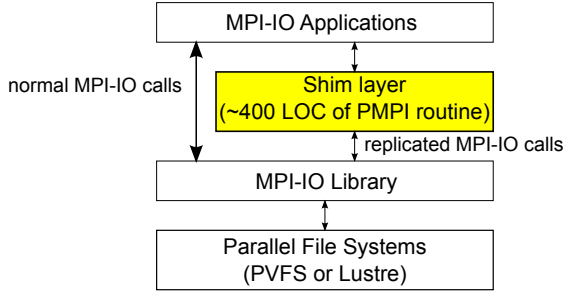 MPI-IO Applications
normal MPI-IO calls
Shim layer
(~400 LOC of PMPI routine)
replicated MPI-IO calls
MPI-IO Library
Parallel File Systems
(PVFS or Lustre)